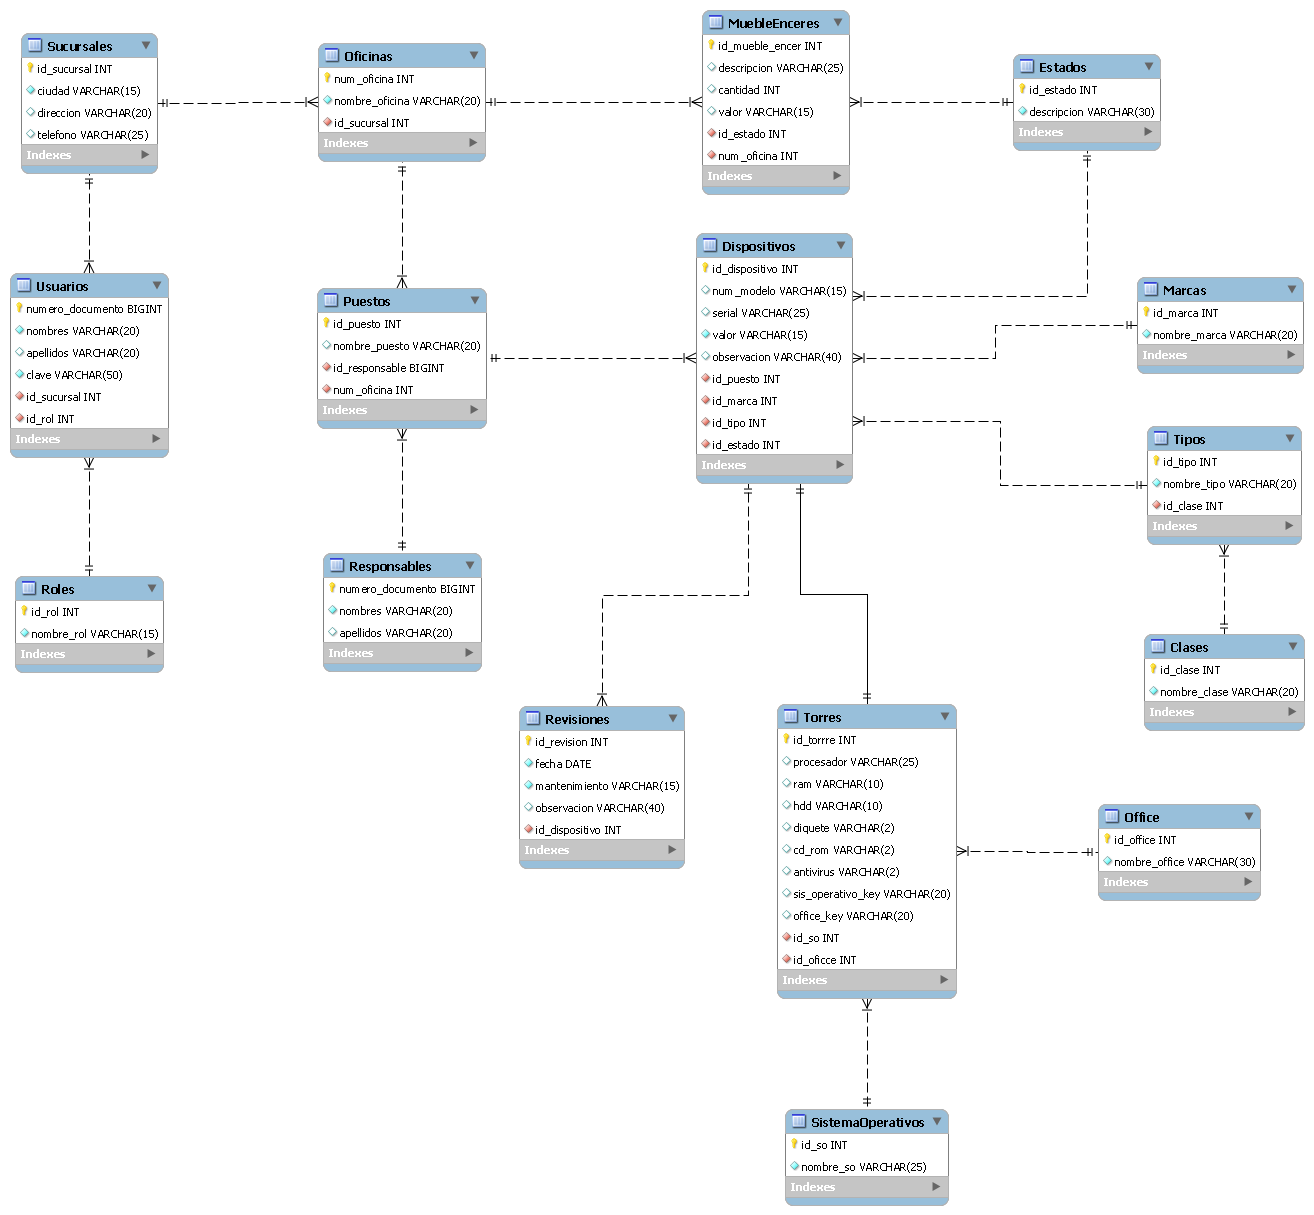 Sucursales
id_sucursal INT
ciudad VARCHAR(15)
direccion VARCHAR(20)
telefono VARCHAR(25)
Indexes
Oficinas
num_oficina INT
nombre_oficina VARCHAR(20)
id_sucursal INT
Indexes
MuebleEnceres
id_mueble_encer INT
descripcion VARCHAR(25)
cantidad INT
valor VARCHAR(15)
id_estado INT
num_oficina INT
Indexes
Estados
id_estado INT
descripcion VARCHAR(30)
Indexes
Usuarios
numero_documento BIGINT
nombres VARCHAR(20)
apellidos VARCHAR(20)
clave VARCHAR(50)
id_sucursal INT
id_rol INT
Indexes
Puestos
id_puesto INT
nombre_puesto VARCHAR(20)
id_responsable BIGINT
num_oficina INT
Indexes
Dispositivos
id_dispositivo INT
num_modelo VARCHAR(15)
serial VARCHAR(25)
valor VARCHAR(15)
observacion VARCHAR(40)
id_puesto INT
id_marca INT
id_tipo INT
id_estado INT
Indexes
Marcas
id_marca INT
nombre_marca VARCHAR(20)
Indexes
Tipos
id_tipo INT
nombre_tipo VARCHAR(20)
id_clase INT
Indexes
Roles
id_rol INT
nombre_rol VARCHAR(15)
Indexes
Responsables
numero_documento BIGINT
nombres VARCHAR(20)
apellidos VARCHAR(20)
Indexes
Clases
id_clase INT
nombre_clase VARCHAR(20)
Indexes
Revisiones
id_revision INT
fecha DATE
mantenimiento VARCHAR(15)
observacion VARCHAR(40)
id_dispositivo INT
Indexes
Torres
id_torrre INT
procesador VARCHAR(25)
ram VARCHAR(10)
hdd VARCHAR(10)
diquete VARCHAR(2)
cd_rom VARCHAR(2)
antivirus VARCHAR(2)
sis_operativo_key VARCHAR(20)
office_key VARCHAR(20)
id_so INT
id_oficce INT
Indexes
Office
id_office INT
nombre_office VARCHAR(30)
Indexes
SistemaOperativos
id_so INT
nombre_so VARCHAR(25)
Indexes